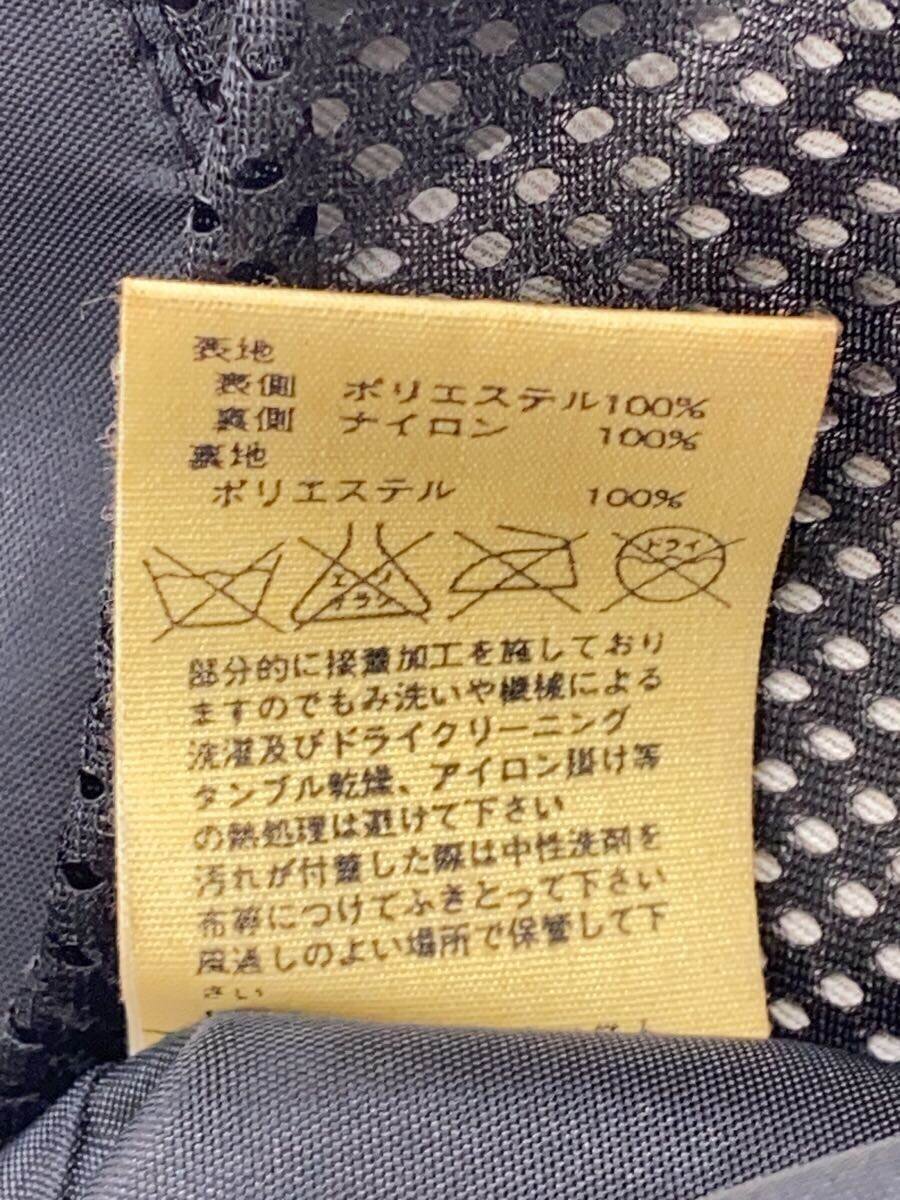 表地
表側 ポリエステル100%
裏側 ナイロン 100%
裏地
ポリエステル 100%
エンソ
イラズ
ドライ
部分的に接着加工を施しており
ますのでもみ洗いや機械による
洗濯及びドライクリーニング
タンブル乾燥、アイロン掛け等
の熱処理は避けて下さい
汚れが付着した際は中性洗剤を
布等につけてふきとって下さい
風通しのよい場所で保管して下
さい